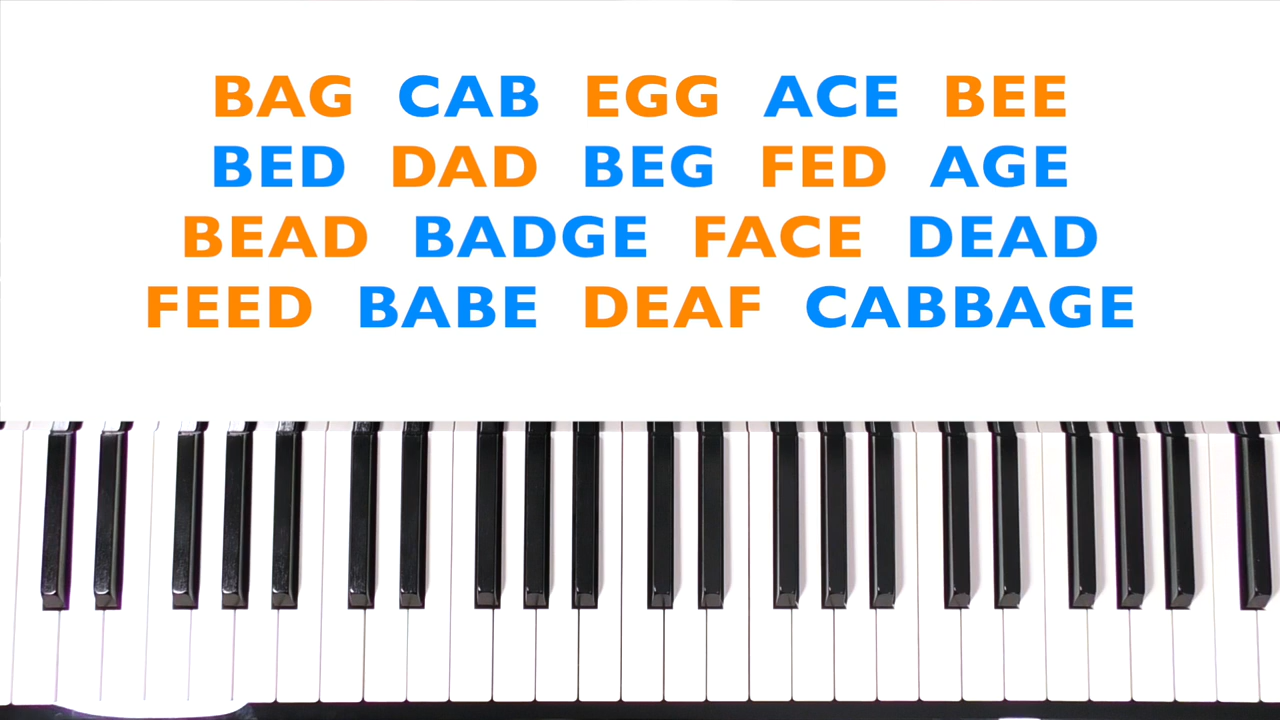 BAG CAB EGG ACE BEE
BED DAD BEG FED AGE
BEAD BADGE FACE DEAD
FEED BABE DEAF CABBAGE